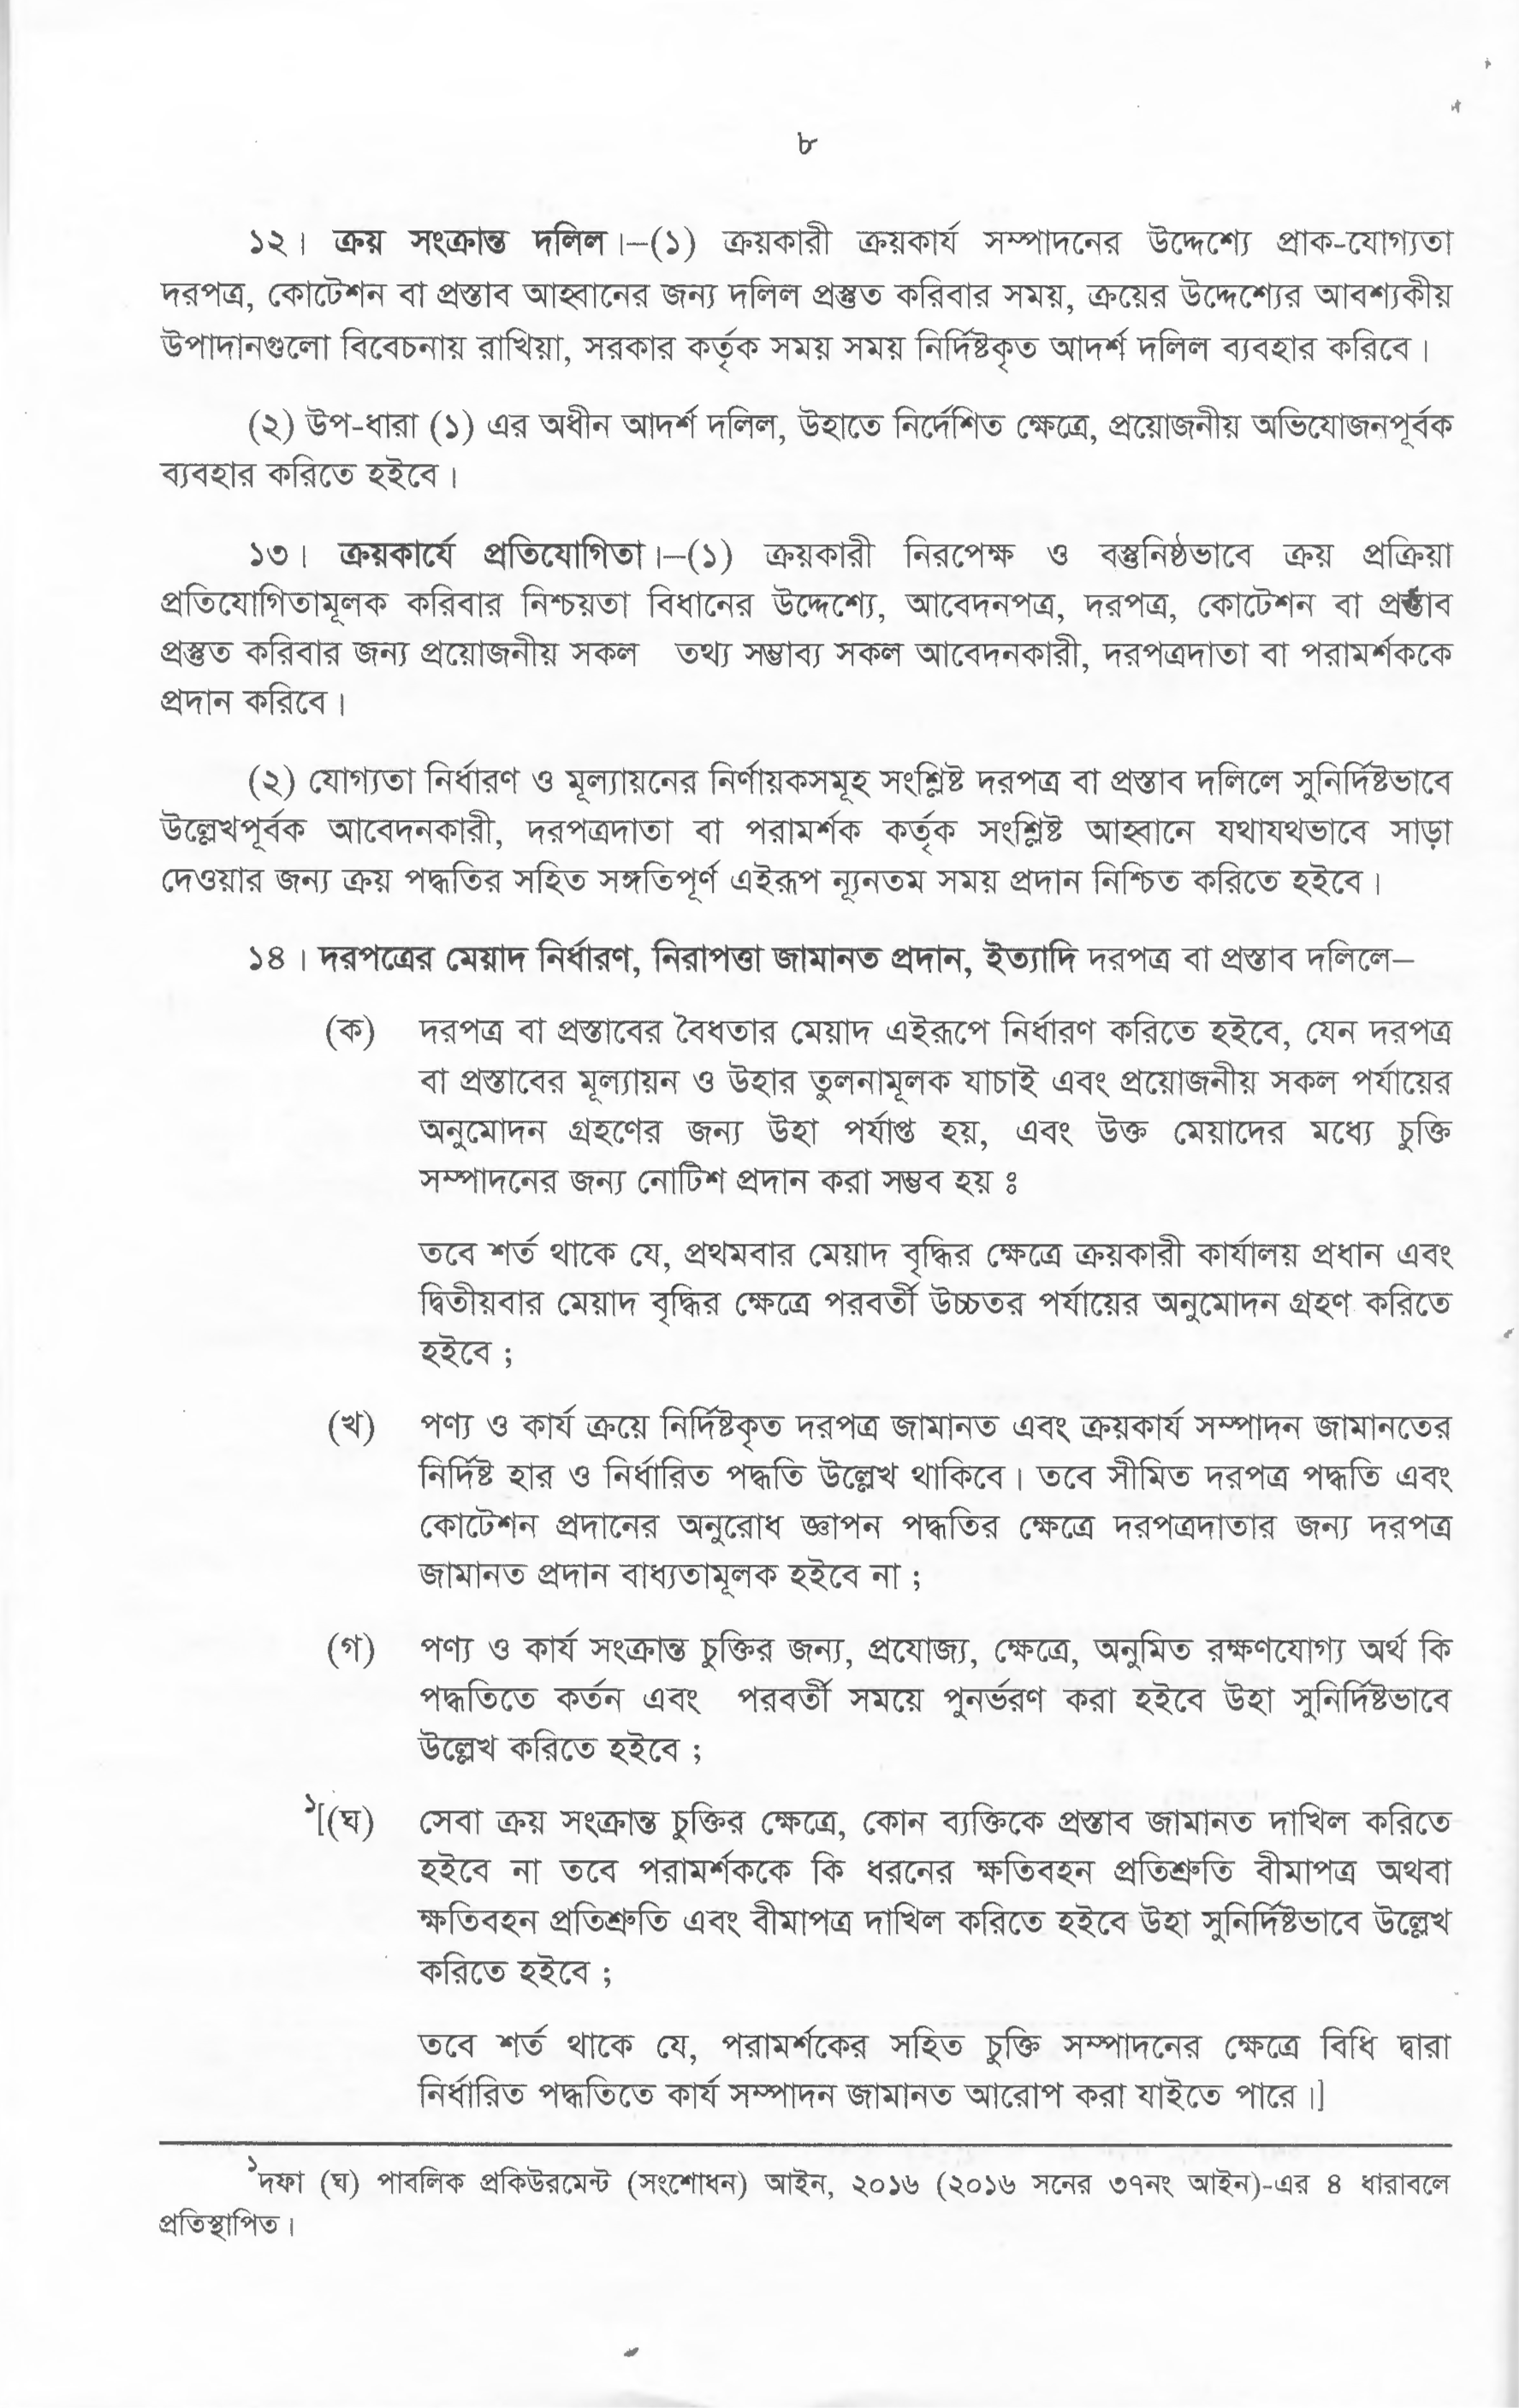 ৮
১২। ক্রয় সংক্রান্ত দলিল।–(১) ক্রয়কারী ক্রয়কার্য সম্পাদনের উদ্দেশ্যে প্রাক-যোগ্যতা
দরপত্র, কোটেশন বা প্রস্তাব আহ্বানের জন্য দলিল প্রস্তুত করিবার সময়, ক্রয়ের উদ্দেশ্যের আবশ্যকীয়
উপাদানগুলো বিবেচনায় রাখিয়া, সরকার কর্তৃক সময় সময় নির্দিষ্টকৃত আদর্শ দলিল ব্যবহার করিবে।
(২) উপ-ধারা (১) এর অধীন আদর্শ দলিল, উহাতে নির্দেশিত ক্ষেত্রে, প্রয়োজনীয় অভিযোজনপূর্বক
ব্যবহার করিতে হইবে।
১৩। ক্রয়কার্যে প্রতিযোগিতা।–(১) ক্রয়কারী নিরপেক্ষ ও বস্তুনিষ্ঠভাবে ক্রয় প্রক্রিয়া
প্রতিযোগিতামূলক করিবার নিশ্চয়তা বিধানের উদ্দেশ্যে, আবেদনপত্র, দরপত্র, কোটেশন বা প্রস্তাব
প্রস্তুত করিবার জন্য প্রয়োজনীয় সকল তথ্য সম্ভাব্য সকল আবেদনকারী, দরপত্রদাতা বা পরামর্শককে
প্রদান করিবে।
(২) যোগ্যতা নির্ধারণ ও মূল্যায়নের নির্ণায়কসমূহ সংশ্লিষ্ট দরপত্র বা প্রস্তাব দলিলে সুনির্দিষ্টভাবে
উল্লেখপূর্বক আবেদনকারী, দরপত্রদাতা বা পরামর্শক কর্তৃক সংশ্লিষ্ট আহ্বানে যথাযথভাবে সাড়া
দেওয়ার জন্য ক্রয় পদ্ধতির সহিত সঙ্গতিপূর্ণ এইরূপ ন্যূনতম সময় প্রদান নিশ্চিত করিতে হইবে।
১৪। দরপত্রের মেয়াদ নির্ধারণ, নিরাপত্তা জামানত প্রদান, ইত্যাদি দরপত্র বা প্রস্তাব দলিলে–
(ক) দরপত্র বা প্রস্তাবের বৈধতার মেয়াদ এইরূপে নির্ধারণ করিতে হইবে, যেন দরপত্র
বা প্রস্তাবের মূল্যায়ন ও উহার তুলনামূলক যাচাই এবং প্রয়োজনীয় সকল পর্যায়ের
অনুমোদন গ্রহণের জন্য উহা পর্যাপ্ত হয়, এবং উক্ত মেয়াদের মধ্যে চুক্তি
সম্পাদনের জন্য নোটিশ প্রদান করা সম্ভব হয় ঃ
তবে শর্ত থাকে যে, প্রথমবার মেয়াদ বৃদ্ধির ক্ষেত্রে ক্রয়কারী কার্যালয় প্রধান এবং
দ্বিতীয়বার মেয়াদ বৃদ্ধির ক্ষেত্রে পরবর্তী উচ্চতর পর্যায়ের অনুমোদন গ্রহণ করিতে
হইবে ;
(খ) পণ্য ও কার্য ক্রয়ে নির্দিষ্টকৃত দরপত্র জামানত এবং ক্রয়কার্য সম্পাদন জামানতের
নির্দিষ্ট হার ও নির্ধারিত পদ্ধতি উল্লেখ থাকিবে। তবে সীমিত দরপত্র পদ্ধতি এবং
কোটেশন প্রদানের অনুরোধ জ্ঞাপন পদ্ধতির ক্ষেত্রে দরপত্রদাতার জন্য দরপত্র
জামানত প্রদান বাধ্যতামূলক হইবে না ;
(গ) পণ্য ও কার্য সংক্রান্ত চুক্তির জন্য, প্রযোজ্য, ক্ষেত্রে, অনুমিত রক্ষণযোগ্য অর্থ কি
পদ্ধতিতে কর্তন এবং পরবর্তী সময়ে পুনর্ভরণ করা হইবে উহা সুনির্দিষ্টভাবে
উল্লেখ করিতে হইবে ;
১[(ঘ) সেবা ক্রয় সংক্রান্ত চুক্তির ক্ষেত্রে, কোন ব্যক্তিকে প্রস্তাব জামানত দাখিল করিতে
হইবে না তবে পরামর্শককে কি ধরনের ক্ষতিবহন প্রতিশ্রুতি বীমাপত্র অথবা
ক্ষতিবহন প্রতিশ্রুতি এবং বীমাপত্র দাখিল করিতে হইবে উহা সুনির্দিষ্টভাবে উল্লেখ
করিতে হইবে ;
তবে শর্ত থাকে যে, পরামর্শকের সহিত চুক্তি সম্পাদনের ক্ষেত্রে বিধি দ্বারা
নির্ধারিত পদ্ধতিতে কার্য সম্পাদন জামানত আরোপ করা যাইতে পারে।]
১দফা (ঘ) পাবলিক প্রকিউরমেন্ট (সংশোধন) আইন, ২০১৬ (২০১৬ সনের ৩৭নং আইন)-এর ৪ ধারাবলে
প্রতিস্থাপিত।